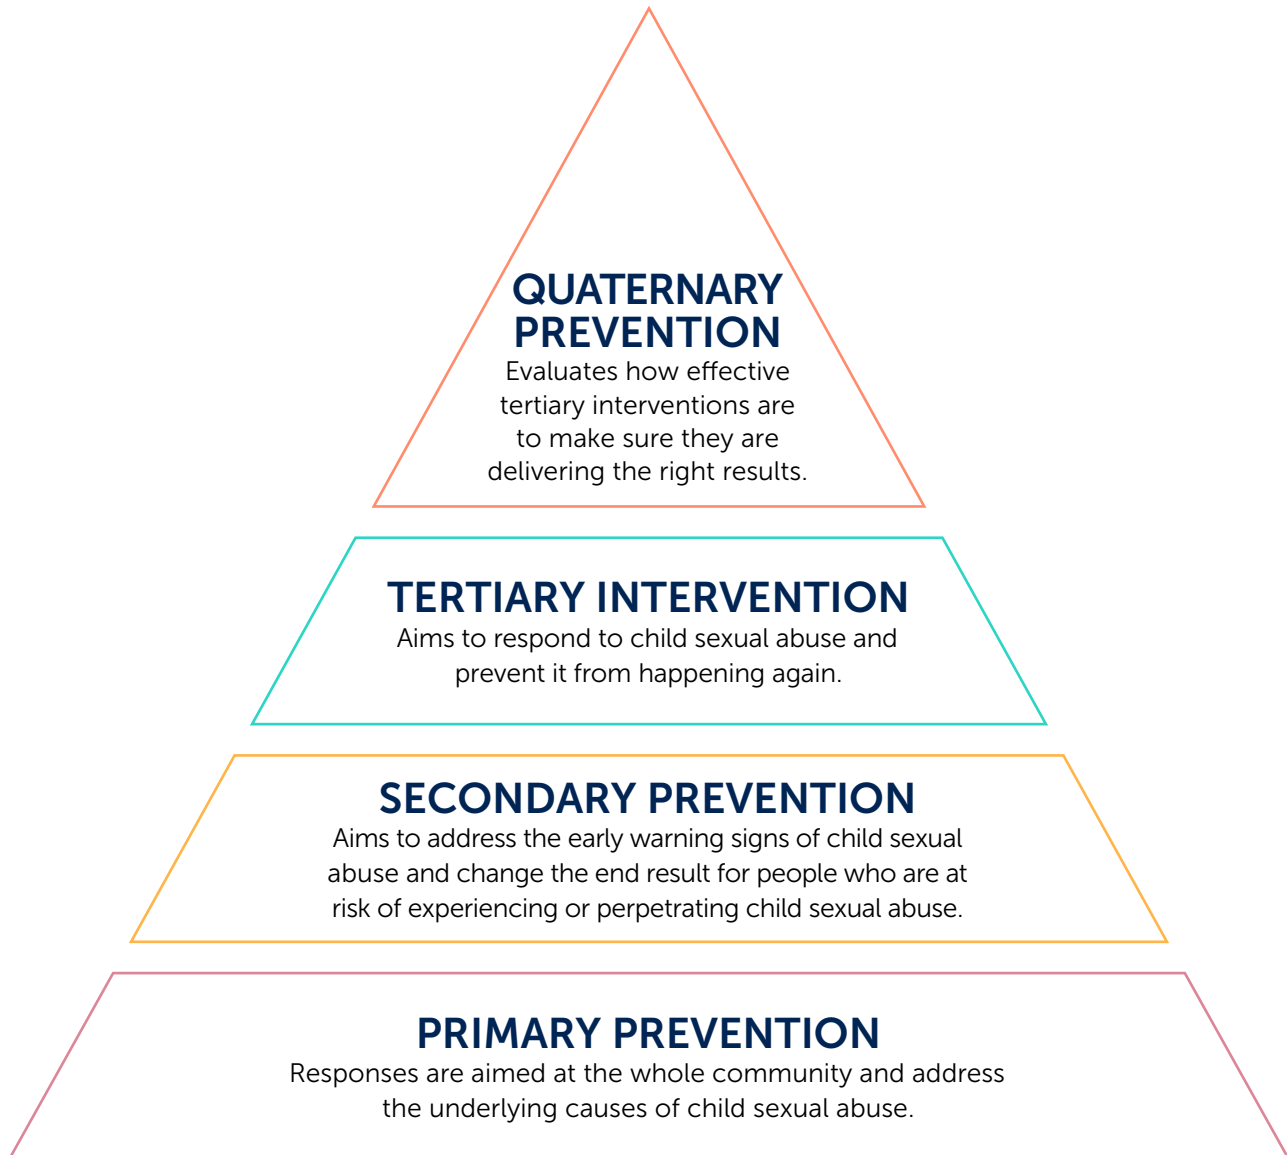 QUATERNARY
PREVENTION
Evaluates how effective
tertiary interventions are
to make sure they are
delivering the right results.
TERTIARY INTERVENTION
Aims to respond to child sexual abuse and
prevent it from happening again.
SECONDARY PREVENTION
Aims to address the early warning signs of child sexual
abuse and change the end result for people who are at
risk of experiencing or perpetrating child sexual abuse.
PRIMARY PREVENTION
Responses are aimed at the whole community and address
the underlying causes of child sexual abuse.